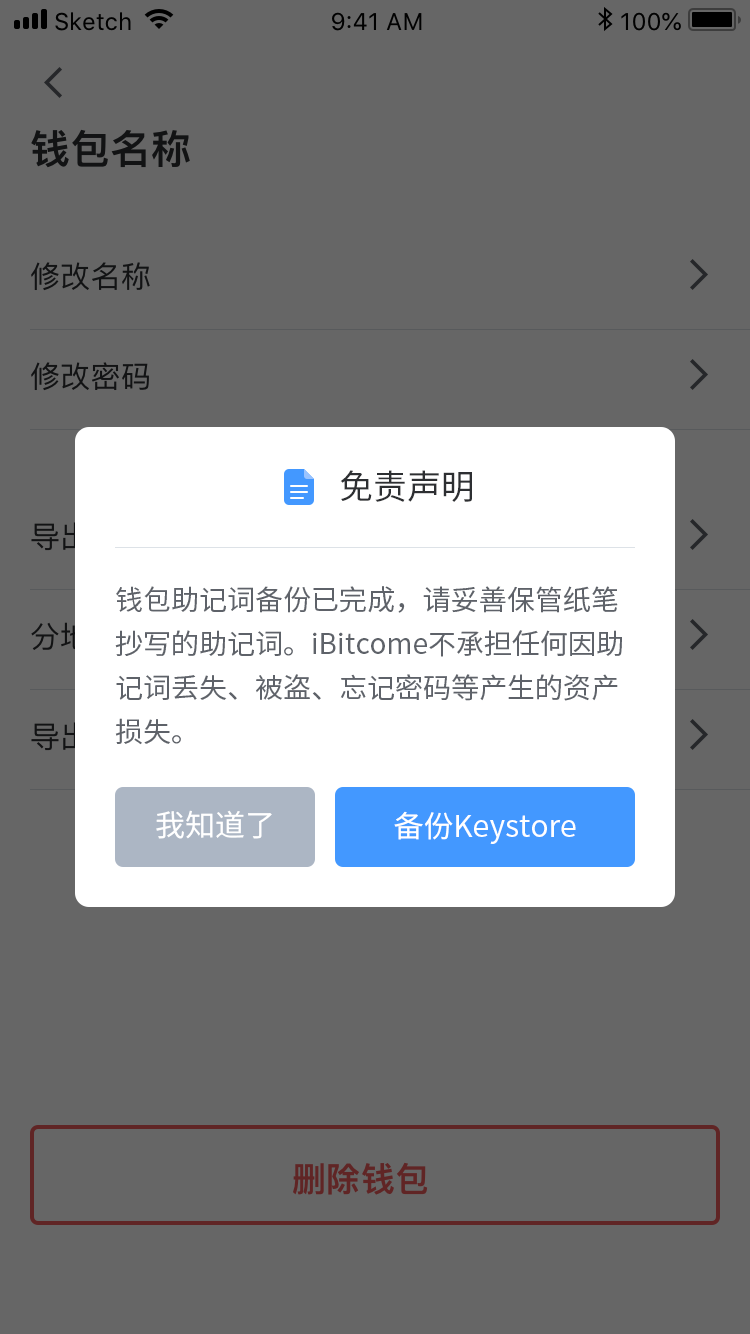 Sketch 9:41 AM 100%
钱包名称
修改名称
修改密码
导出
分地
导出
免责声明
钱包助记词备份已完成，请妥善保管纸笔
抄写的助记词。iBitcome不承担任何因助
记词丢失、被盗、忘记密码等产生的资产
损失。
我知道了 备份Keystore
删除钱包